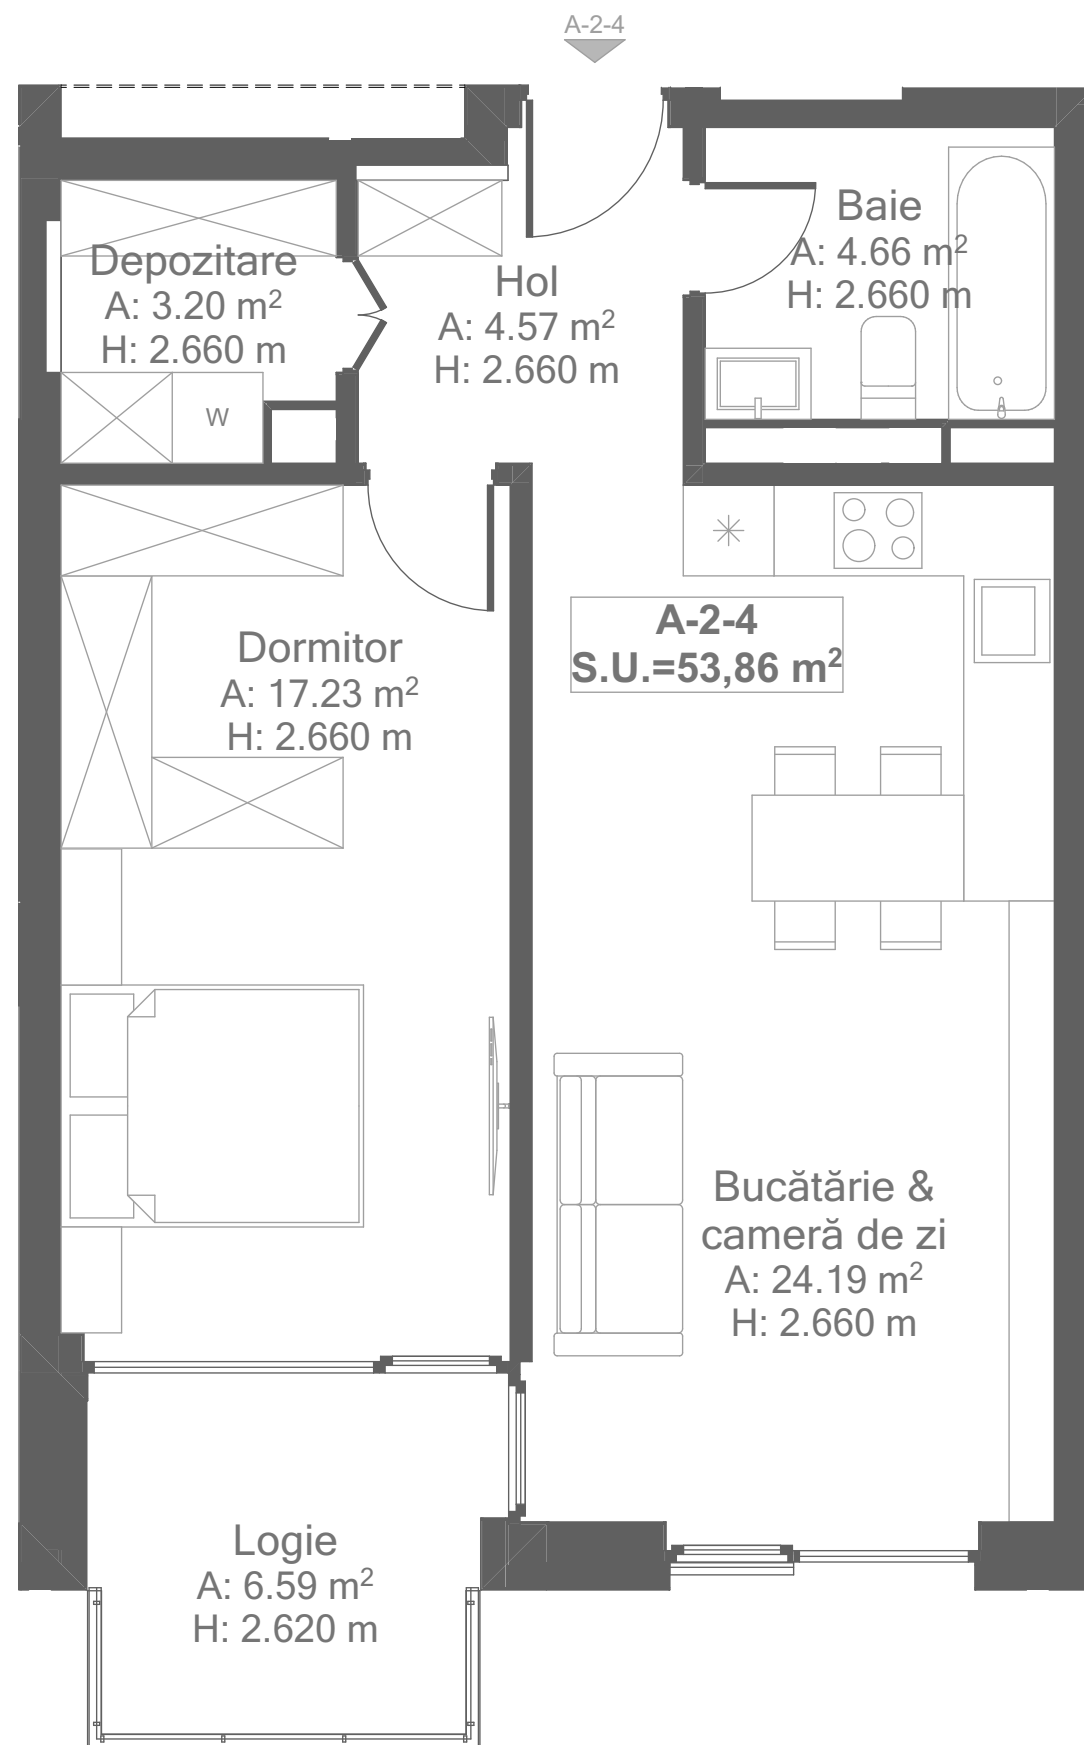 A-2-4
Baie
A: 4.66 m²
H: 2.660 m
Depozitare
A: 3.20 m²
H: 2.660 m
Hol
A: 4.57 m²
H: 2.660 m
W
A-2-4
S.U.=53,86 m²
Dormitor
A: 17.23 m²
H: 2.660 m
Bucătărie &
cameră de zi
A: 24.19 m²
H: 2.660 m
Logie
A: 6.59 m²
H: 2.620 m